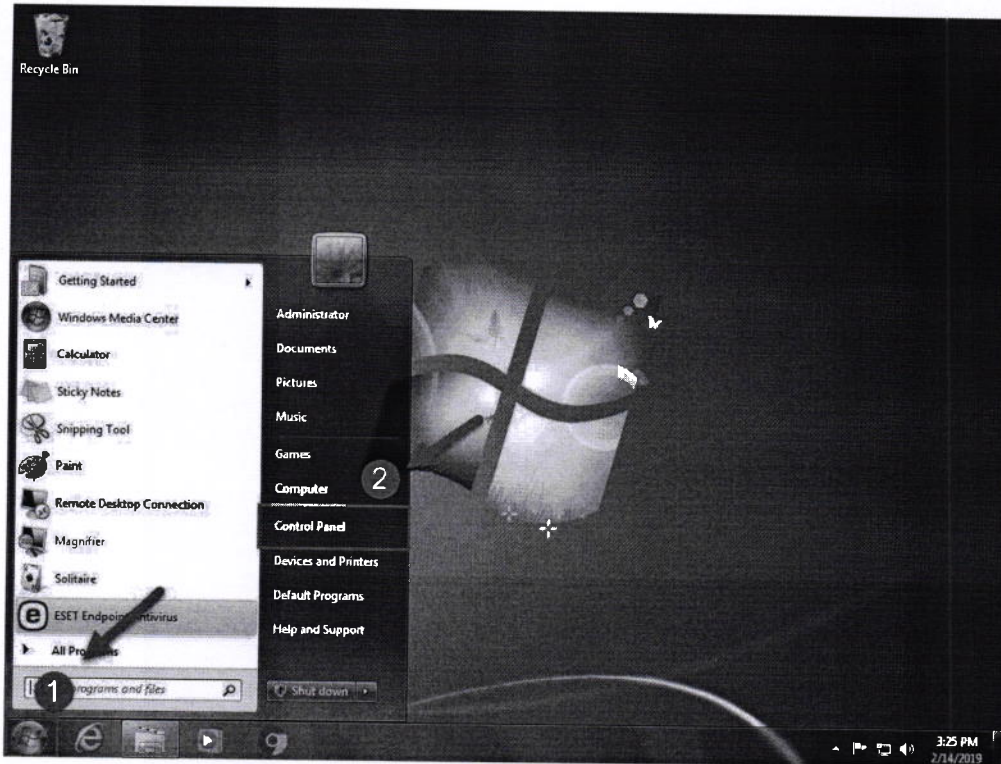 Recycle Bin
Getting Started
Windows Media Center
Calculator
Sticky Notes
Snipping Tool
Paint
Remote Desktop Connection
Magnifier
Solitaire
ESET Endpoint Antivirus
All Programs
programs and files
Administrator
Documents
Pictures
Music
Games
Computer
Control Panel
Devices and Printers
Default Programs
Help and Support
Shut down
1
2
3:25 PM
2/14/2019